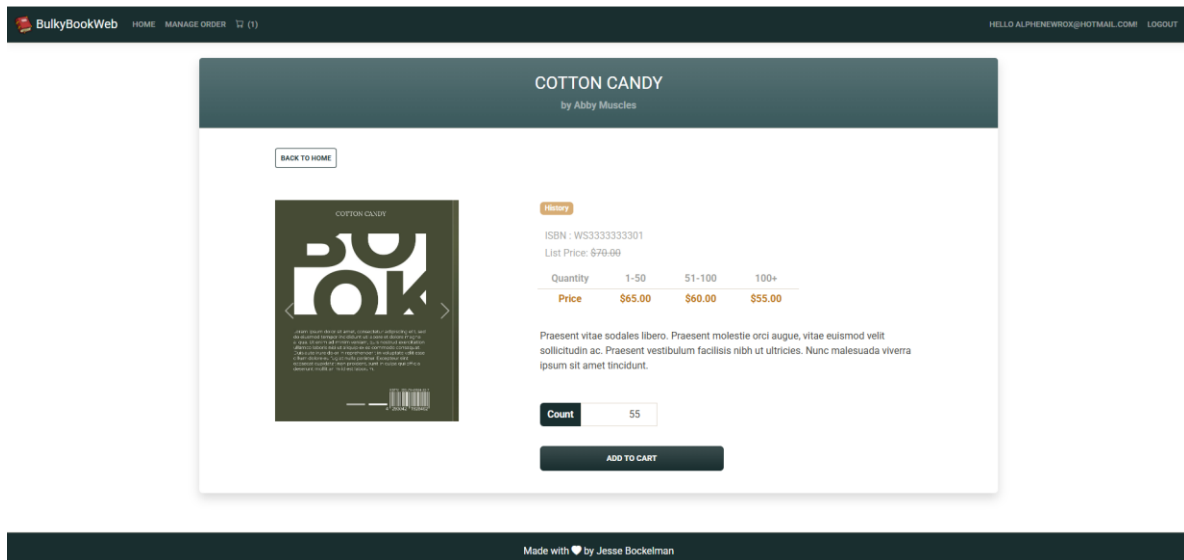 BulkyBookWeb HOME MANAGE ORDER (1) HELLO ALPHENEWROX@HOTMAIL.COM! LOGOUT
COTTON CANDY
by Abby Muscles
BACK TO HOME
COTTON CANDY
BOOK
History
ISBN : WS3333333301
List Price: $70.00
Quantity 1-50 51-100 100+
Price $65.00 $60.00 $55.00
Praesent vitae sodales libero. Praesent molestie orci augue, vitae euismod velit
sollicitudin ac. Praesent vestibulum facilisis nibh ut ultricies. Nunc malesuada viverra
ipsum sit amet tincidunt.
Count 55
ADD TO CART
Made with by Jesse Bockelman